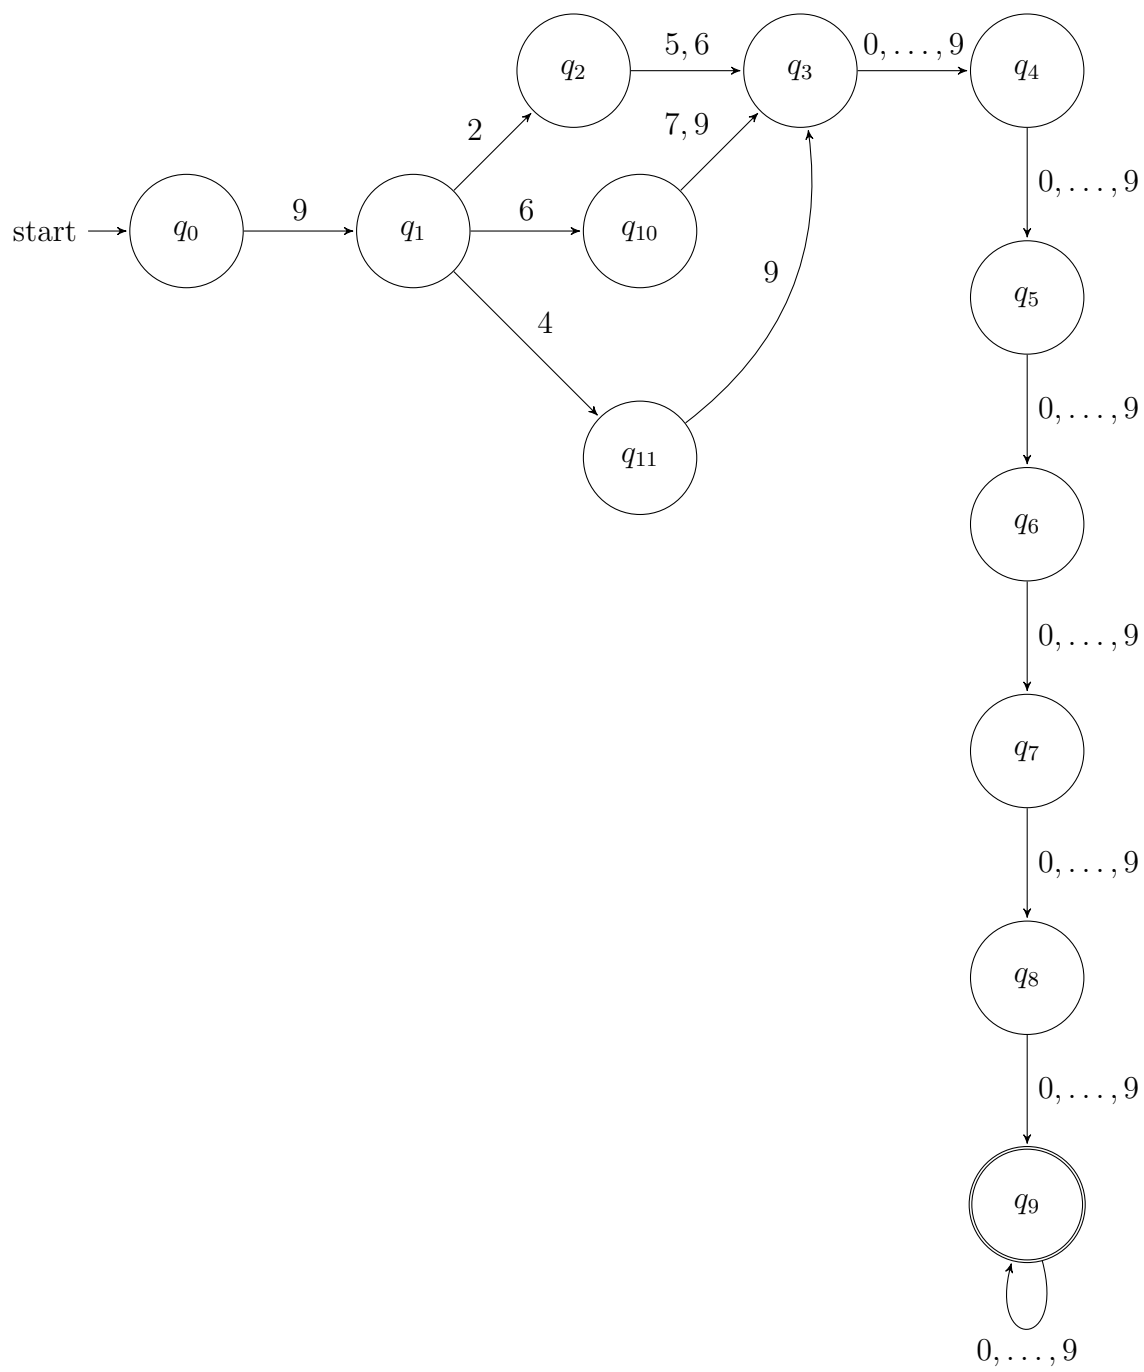 start
q0
9
q1
2
q2
5, 6
q3
0, . . . , 9
q4
6
q10
7, 9
4
q11
9
0, . . . , 9
q5
0, . . . , 9
q6
0, . . . , 9
q7
0, . . . , 9
q8
0, . . . , 9
q9
0, . . . , 9